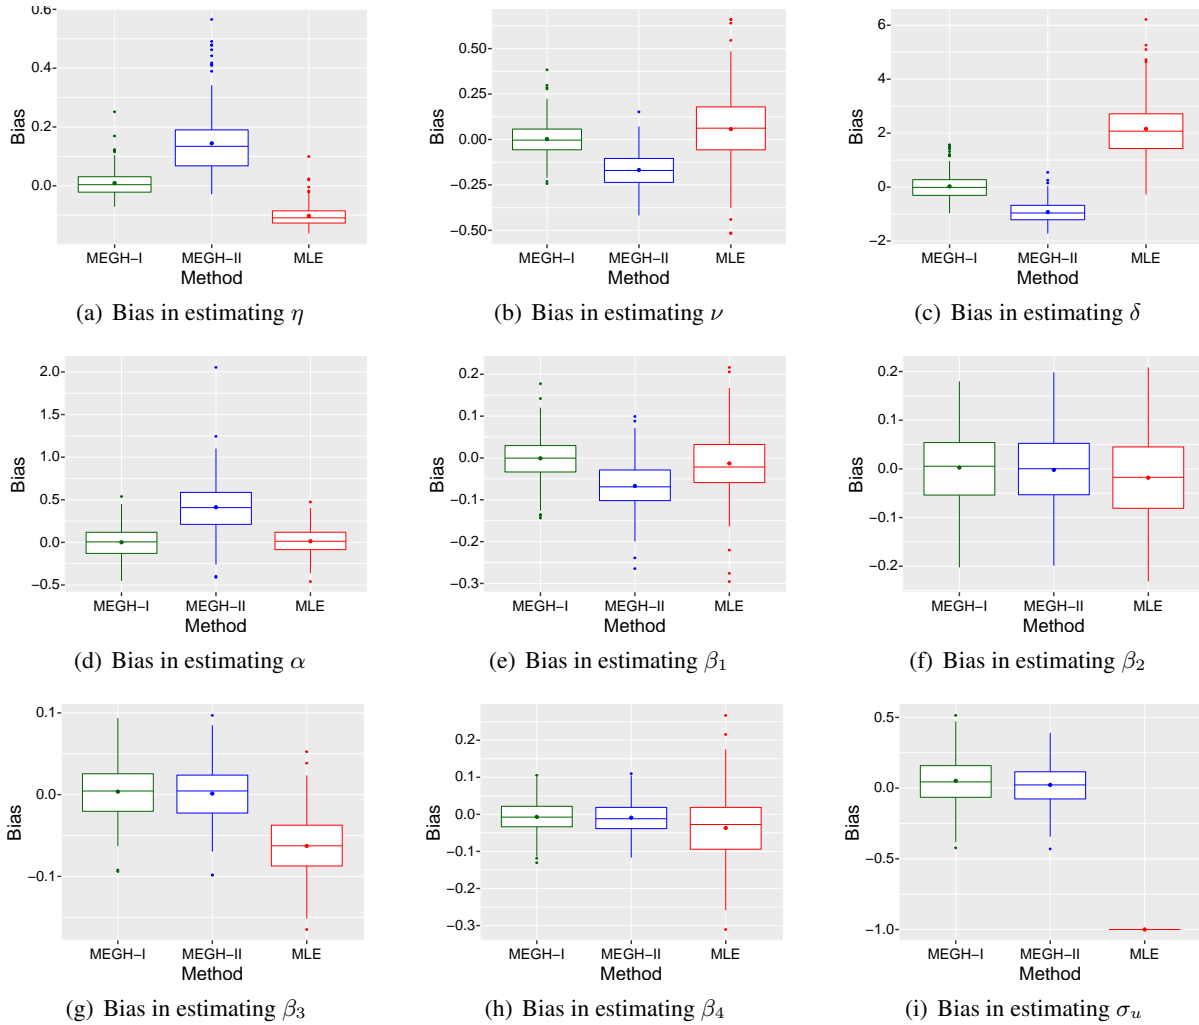 0.6
0.4
0.2
0.0
Bias
MEGH−I
MEGH−II
MLE
Method
(a) Bias in estimating η
0.50
0.25
0.00
−0.25
−0.50
Bias
MEGH−I
MEGH−II
MLE
Method
(b) Bias in estimating ν
6
4
2
0
−2
Bias
MEGH−I
MEGH−II
MLE
Method
(c) Bias in estimating δ
2.0
1.5
1.0
0.5
0.0
−0.5
Bias
MEGH−I
MEGH−II
MLE
Method
(d) Bias in estimating α
0.2
0.1
0.0
−0.1
−0.2
−0.3
Bias
MEGH−I
MEGH−II
MLE
Method
(e) Bias in estimating β₁
0.2
0.1
0.0
−0.1
−0.2
Bias
MEGH−I
MEGH−II
MLE
Method
(f) Bias in estimating β₂
0.1
0.0
−0.1
Bias
MEGH−I
MEGH−II
MLE
Method
(g) Bias in estimating β₃
0.2
0.1
0.0
−0.1
−0.2
−0.3
Bias
MEGH−I
MEGH−II
MLE
Method
(h) Bias in estimating β₄
0.5
0.0
−0.5
−1.0
Bias
MEGH−I
MEGH−II
MLE
Method
(i) Bias in estimating σᵤ